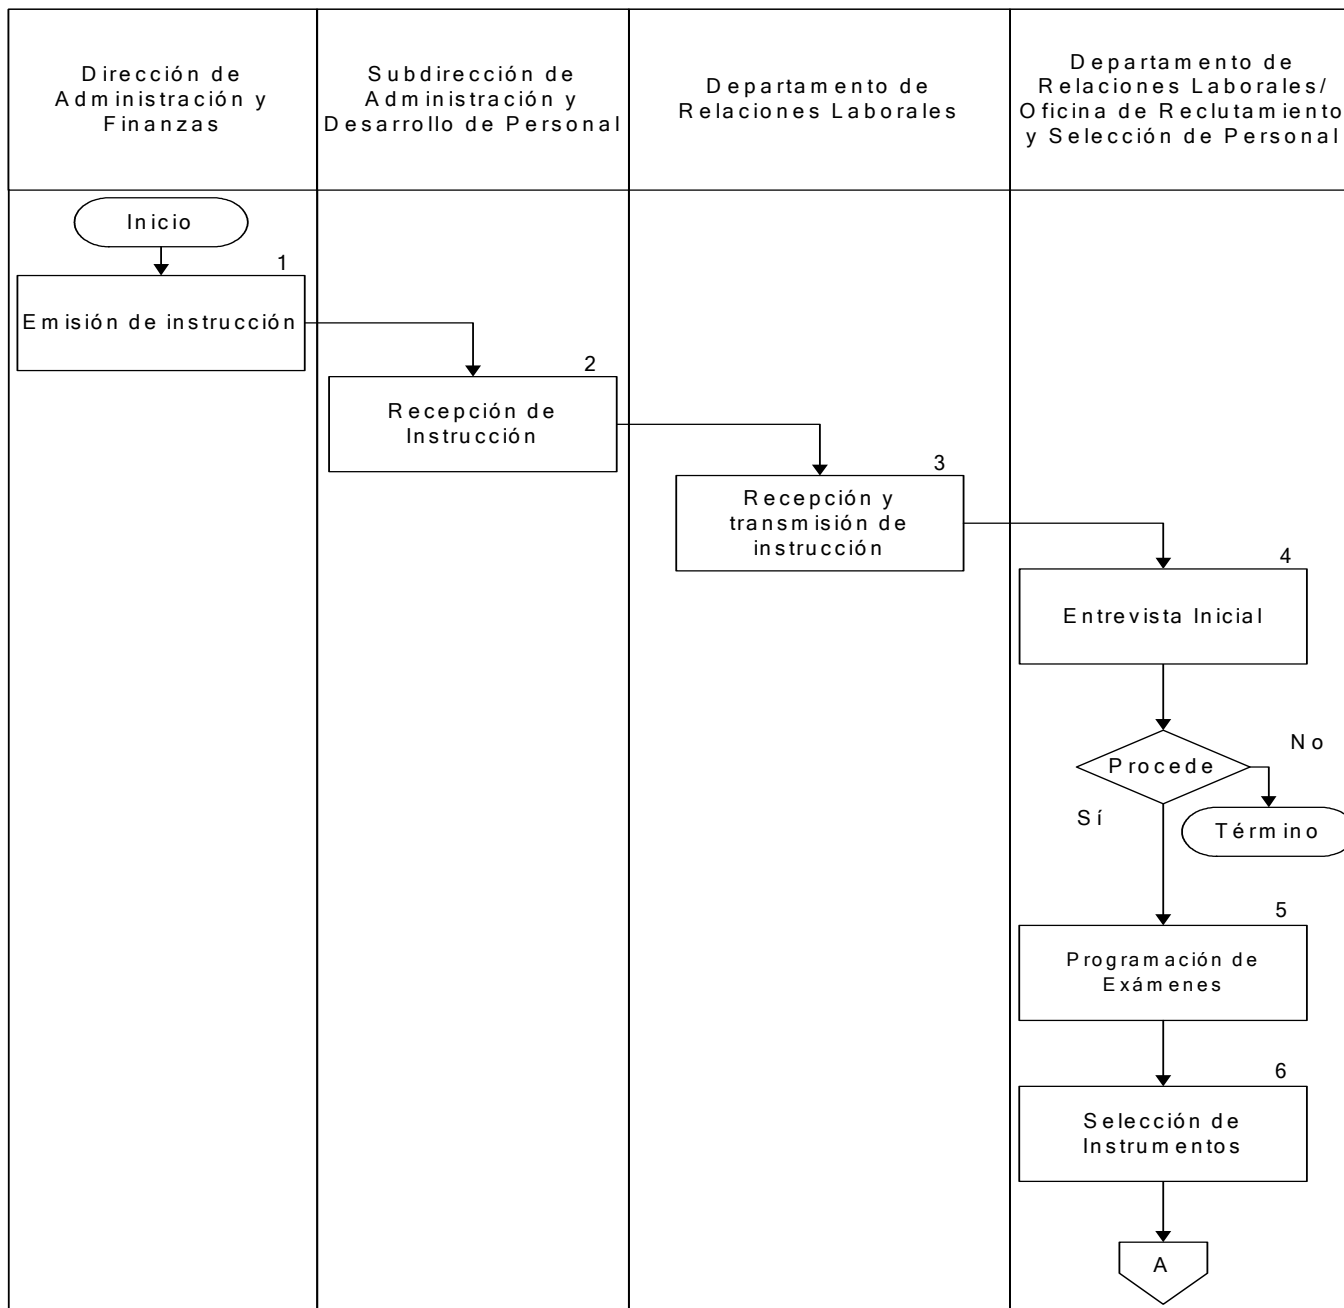 Dirección de
Administración y
Finanzas
Subdirección de
Administración y
Desarrollo de Personal
Departamento de
Relaciones Laborales
Departamento de
Relaciones Laborales/
Oficina de Reclutamiento
y Selección de Personal
Inicio
1
Emisión de instrucción
2
Recepción de
Instrucción
3
Recepción y
transmisión de
instrucción
4
Entrevista Inicial
Procede
No
Sí
Término
5
Programación de
Exámenes
6
Selección de
Instrumentos
A